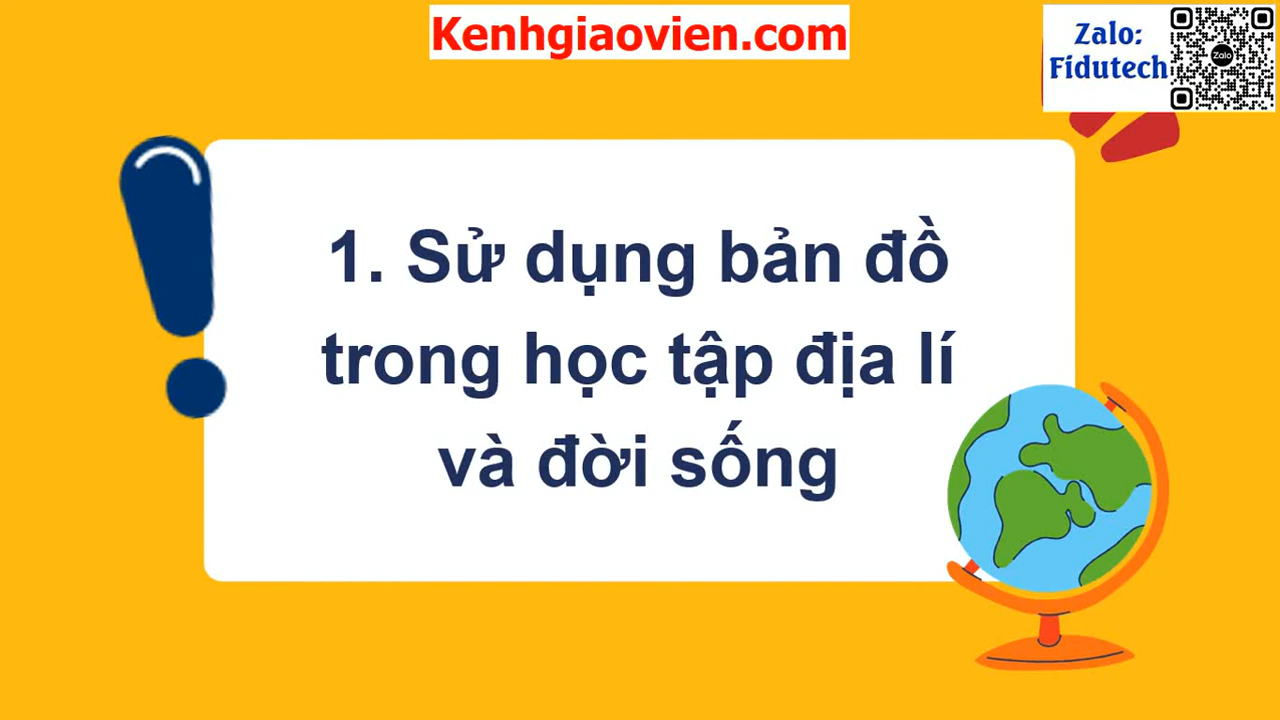 Kenhgiaovien.com
Zalo:
Fidutech
Zalo
1. Sử dụng bản đồ
trong học tập địa lí
và đời sống